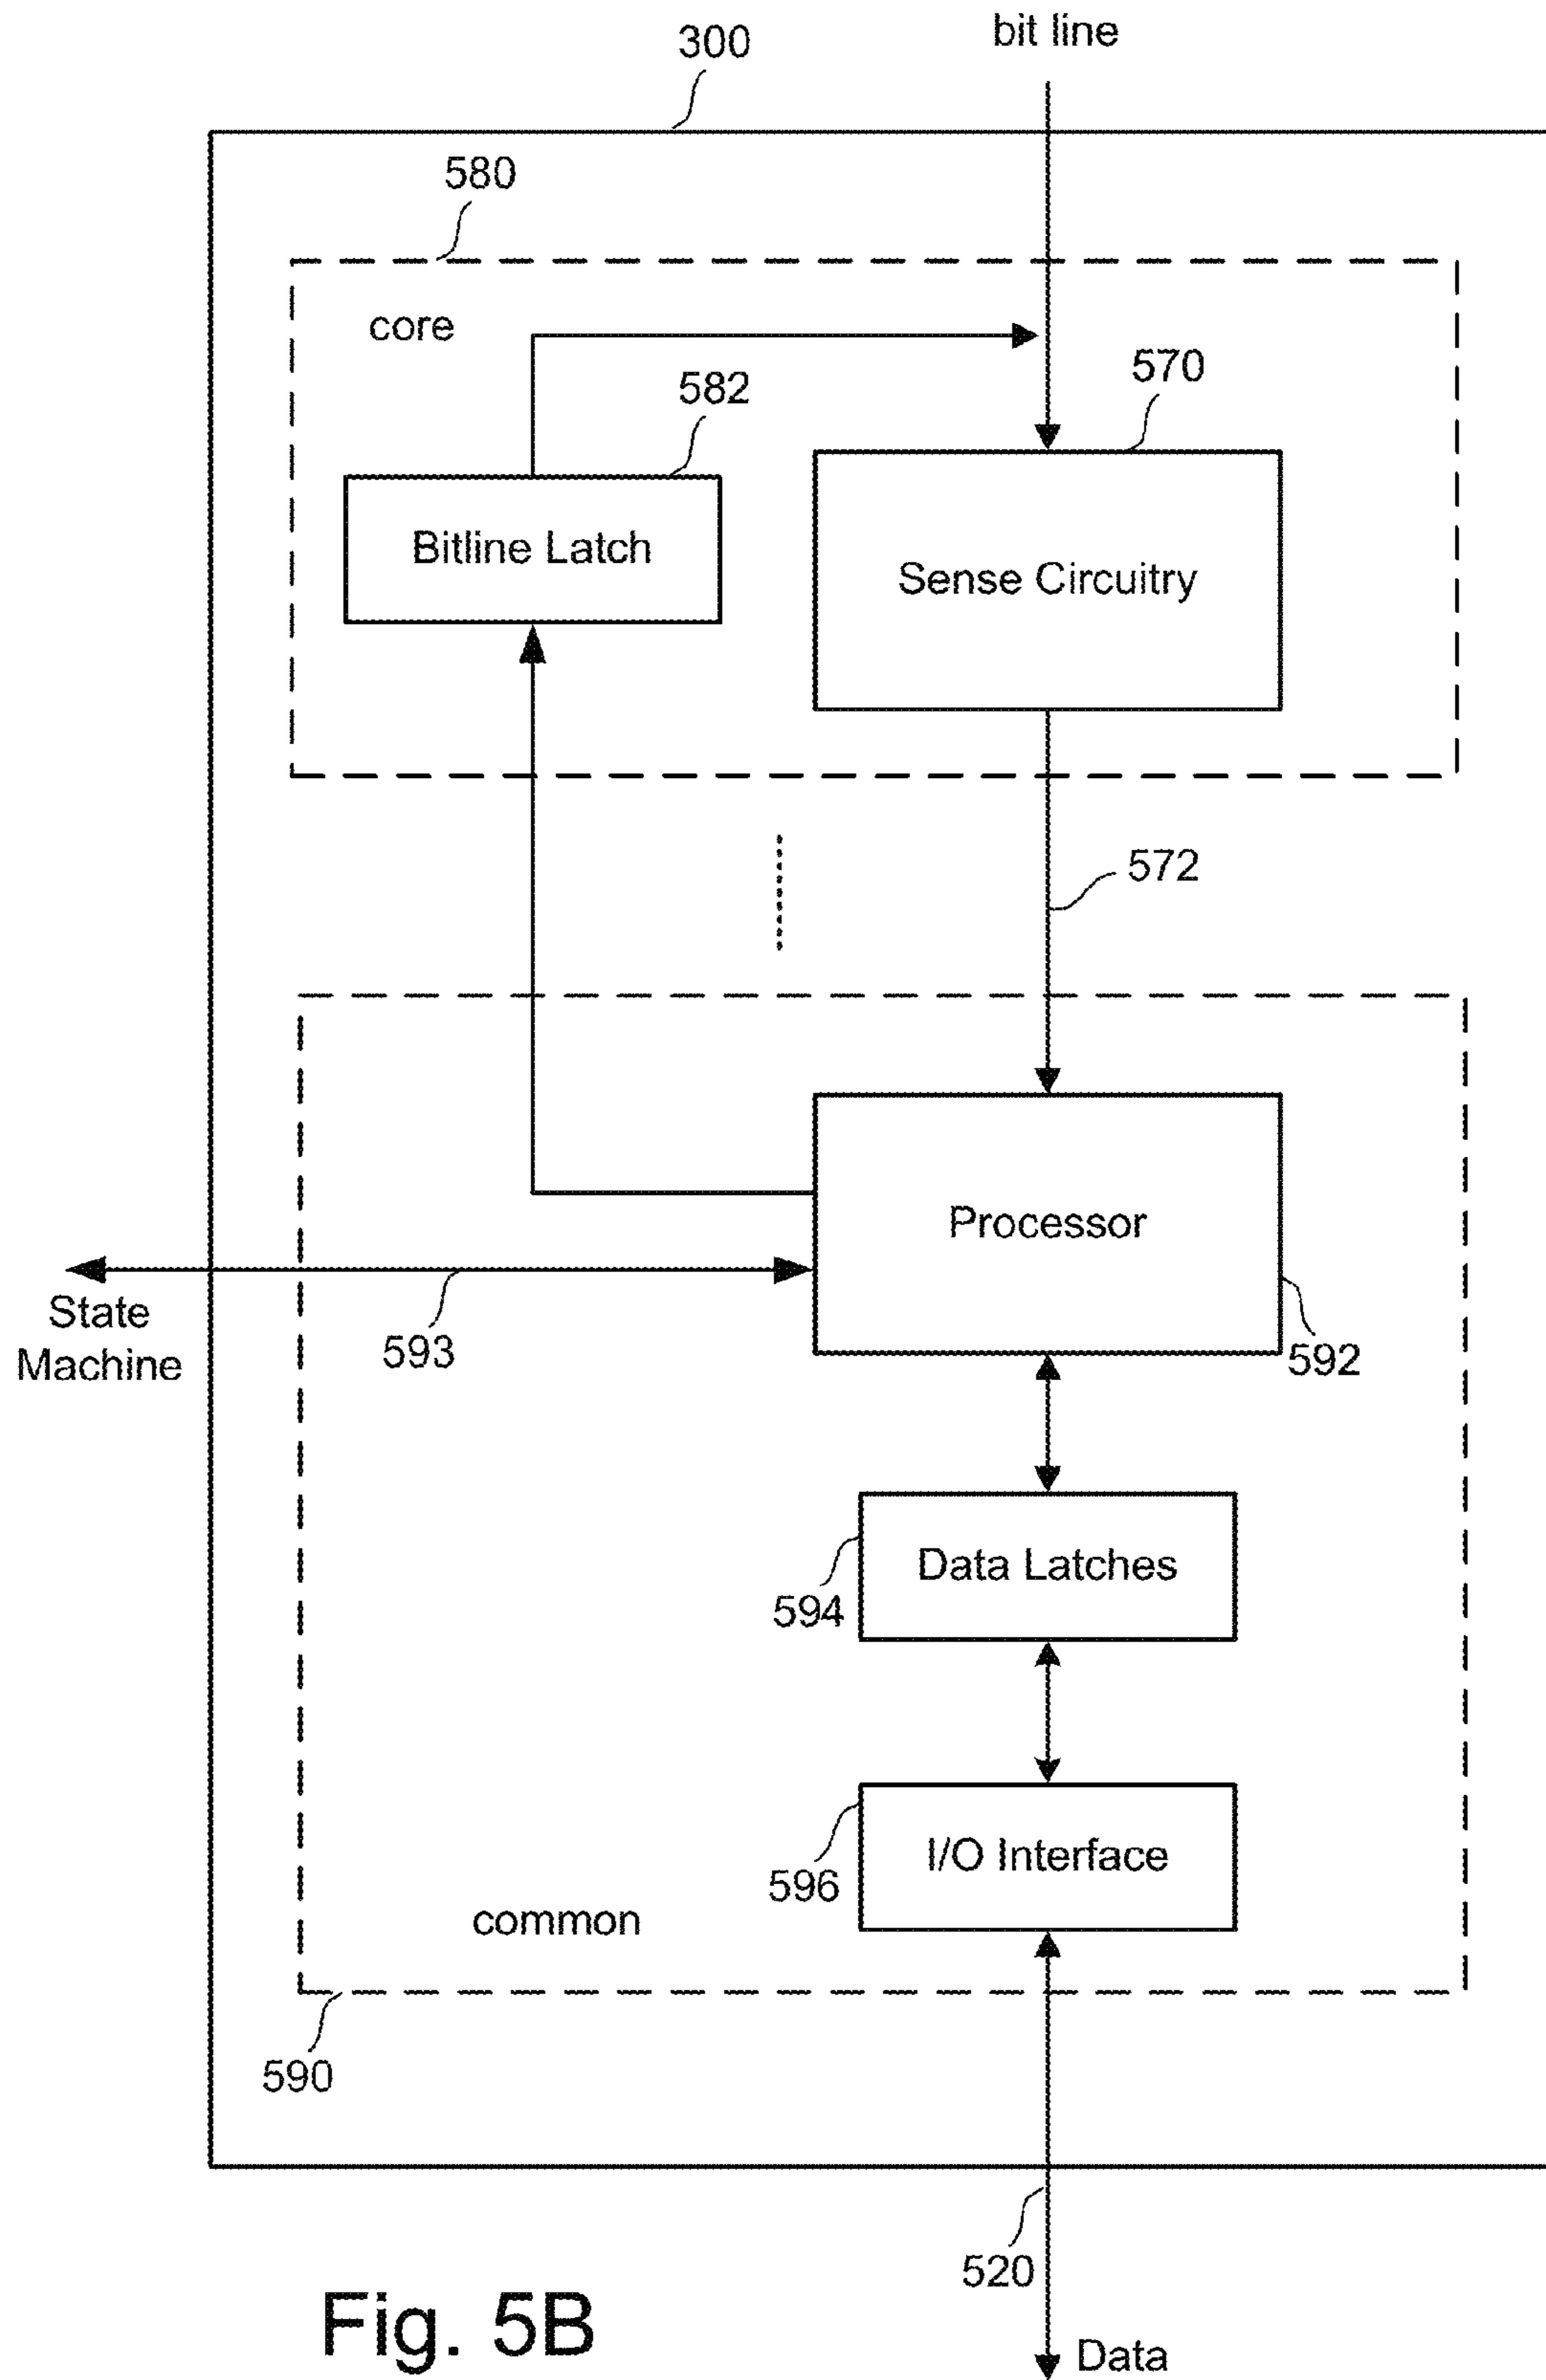 bit line
300
580
core
570
582
Bitline Latch
Sense Circuitry
572
Processor
State
Machine
593
592
Data Latches
594
I/O Interface
596
common
590
520
Fig. 5B
Data